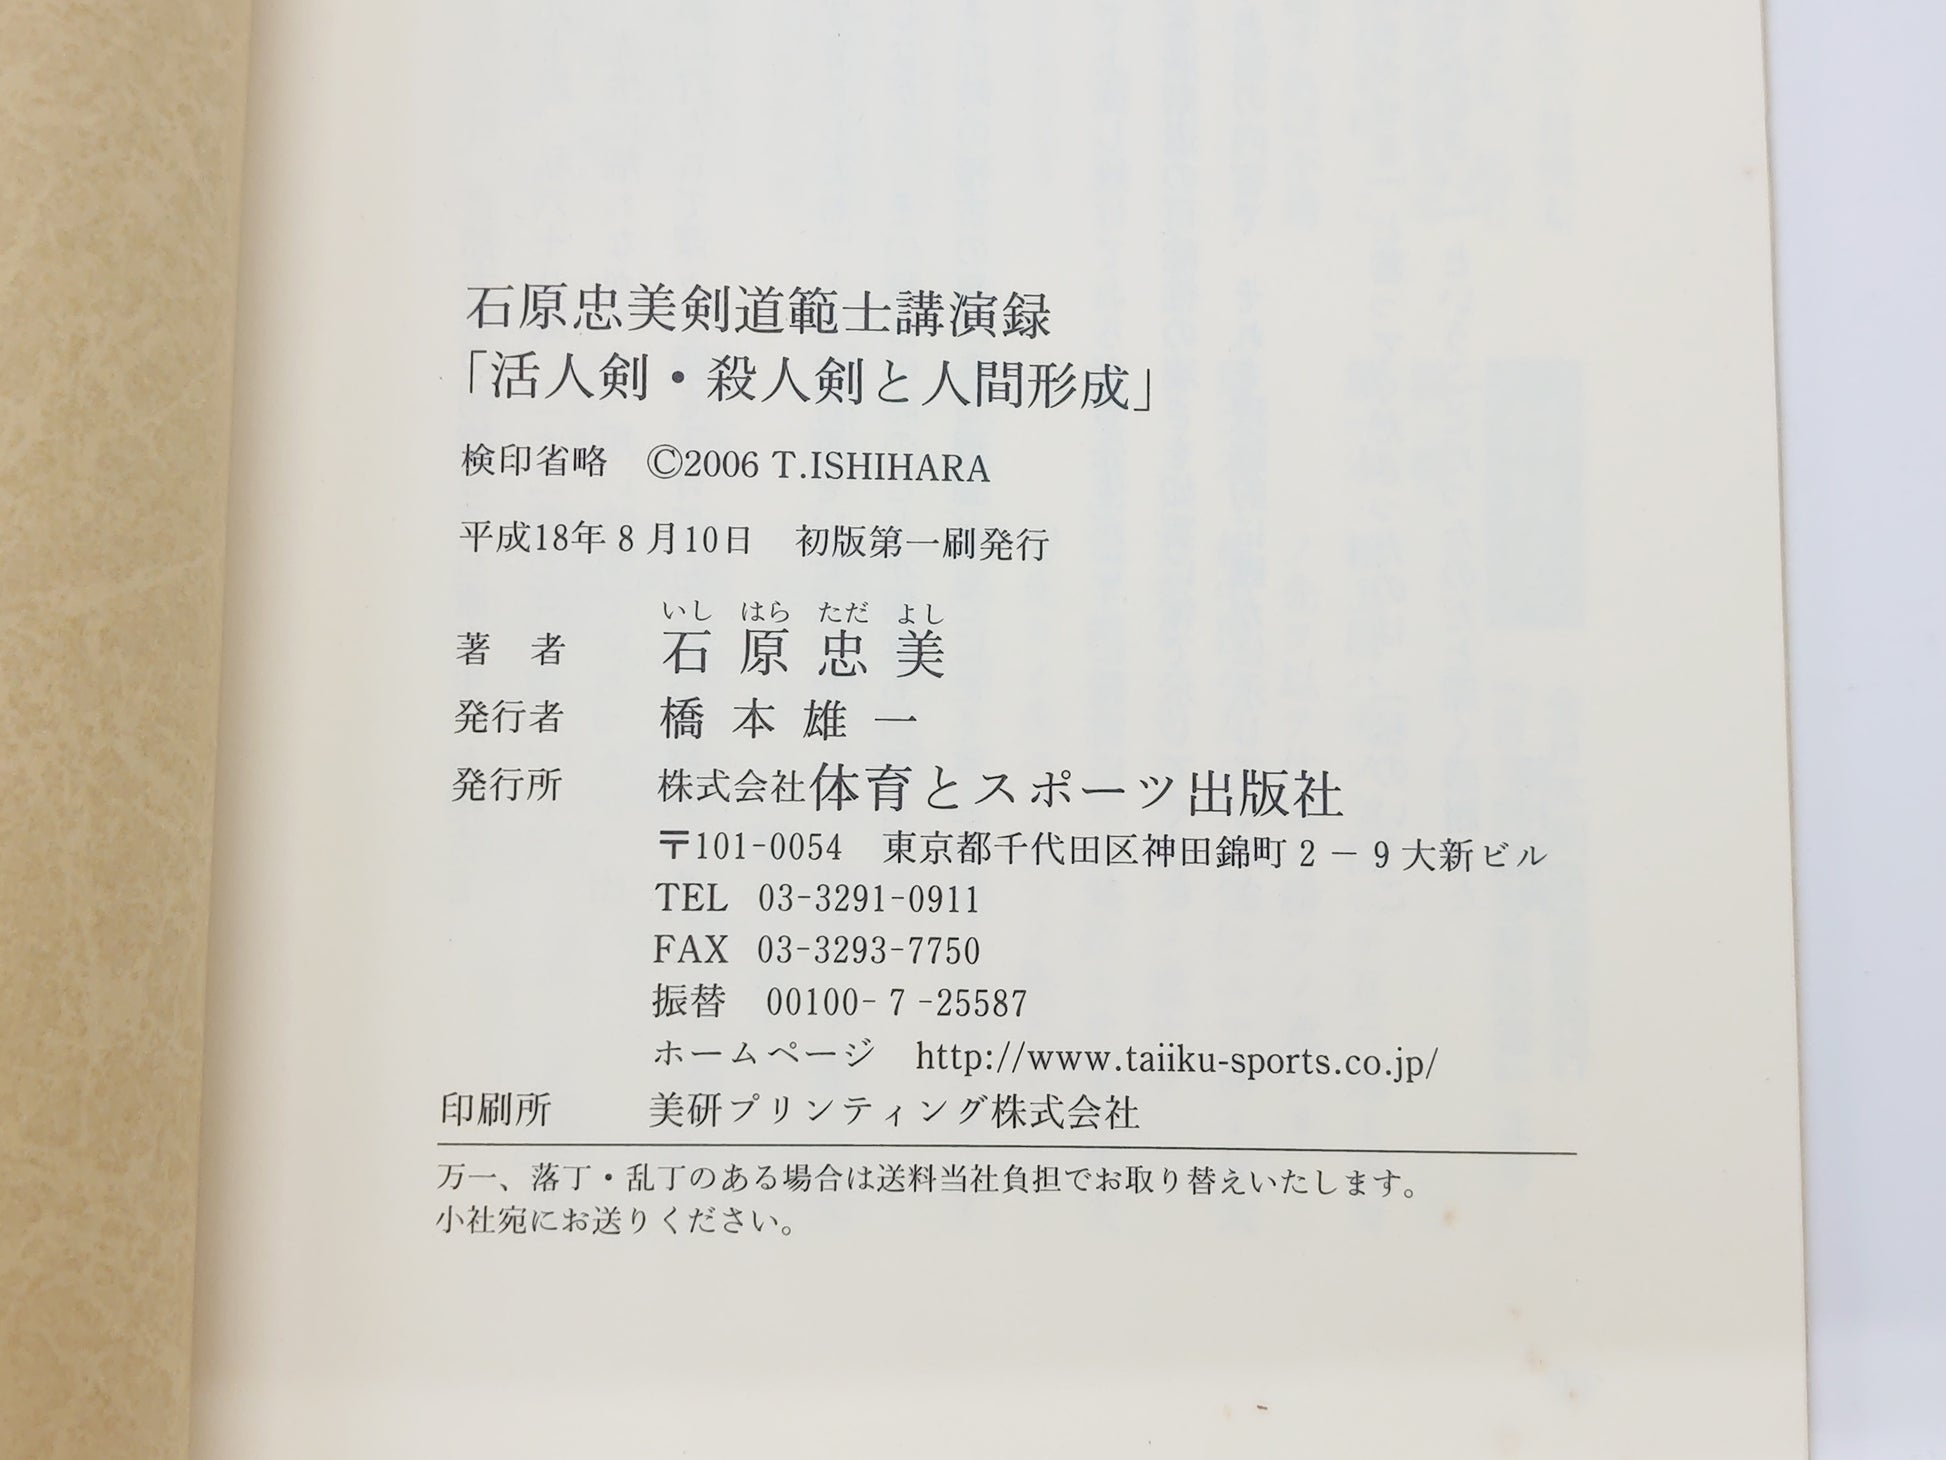 石原忠美剣道範士講演録
「活人剣・殺人剣と人間形成」
検印省略　©2006 T.ISHIHARA
平成18年8月10日　初版第一刷発行
いし はら ただ よし
著　者　石原忠美
発行者　橋本雄一
発行所　株式会社体育とスポーツ出版社
〒101-0054　東京都千代田区神田錦町2－9大新ビル
TEL 03-3291-0911
FAX 03-3293-7750
振替　00100-7-25587
ホームページ　http://www.taiiku-sports.co.jp/
印刷所　美研プリンティング株式会社
万一、落丁・乱丁のある場合は送料当社負担でお取り替えいたします。
小社宛にお送りください。